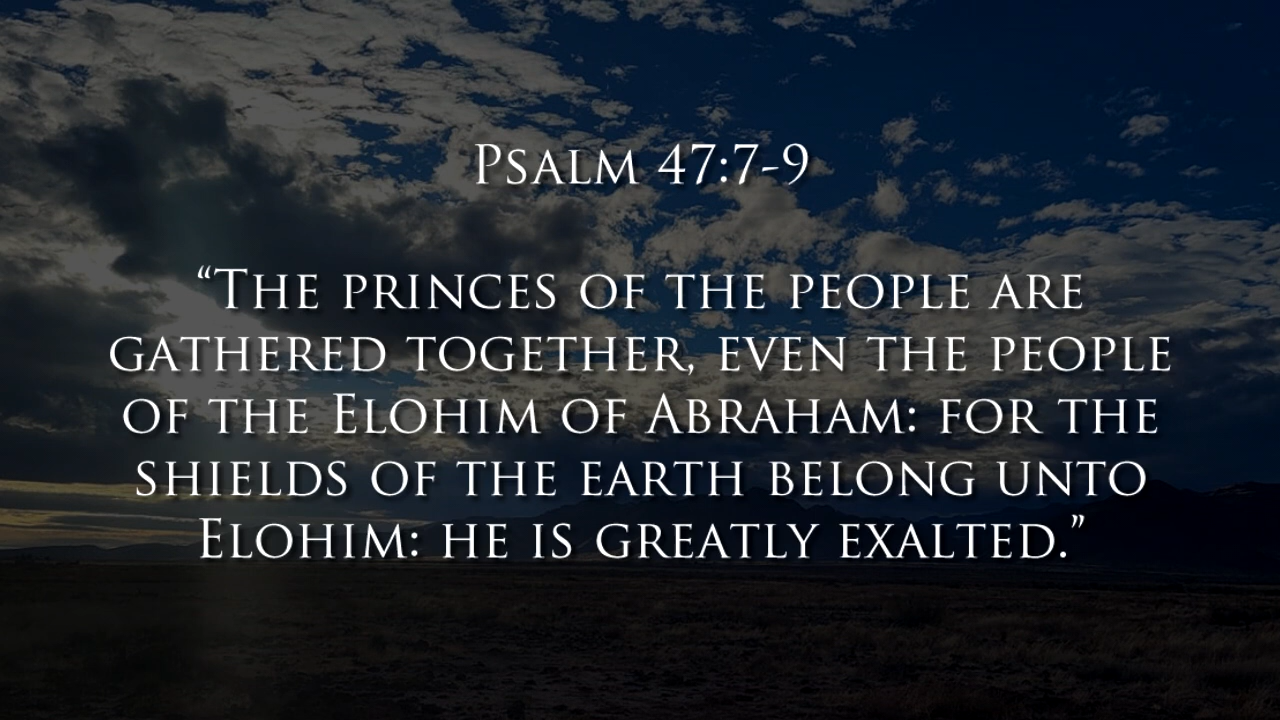 Psalm 47:7-9
“The princes of the people are
gathered together, even the people
of the Elohim of Abraham: for the
shields of the earth belong unto
Elohim: he is greatly exalted.”